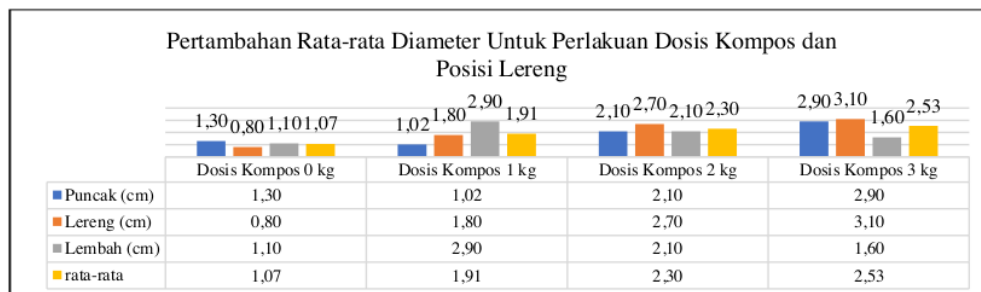 Pertambahan Rata-rata Diameter Untuk Perlakuan Dosis Kompos dan
Posisi Lereng
1,30 0,80 1,10 1,07 1,02 1,80 2,90 1,91 2,10 2,70 2,10 2,30 2,90 3,10 1,60 2,53
Dosis Kompos 0 kg Dosis Kompos 1 kg Dosis Kompos 2 kg Dosis Kompos 3 kg
Puncak (cm) 1,30 1,02 2,10 2,90
Lereng (cm) 0,80 1,80 2,70 3,10
Lembah (cm) 1,10 2,90 2,10 1,60
rata-rata 1,07 1,91 2,30 2,53